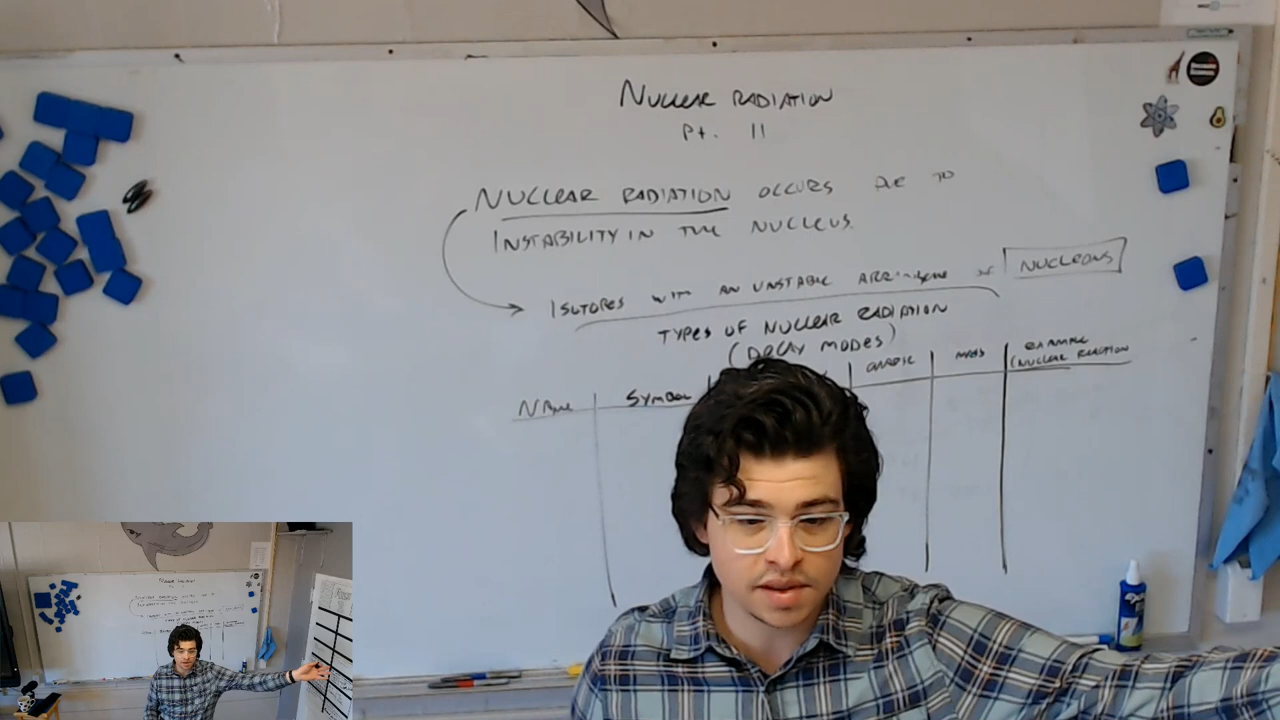 NUCLEAR RADIATION
Pt. II
NUCLEAR RADIATION OCCURS DUE TO
INSTABILITY IN THE NUCLEUS.
ISOTOPES WITH AN UNSTABLE OF NUCLEONS
TYPES OF NUCLEAR RADIATION
(DECAY MODES)
NAME SYMBOL CHARGE MASS EXAMPLE
(NUCLEAR REACTION